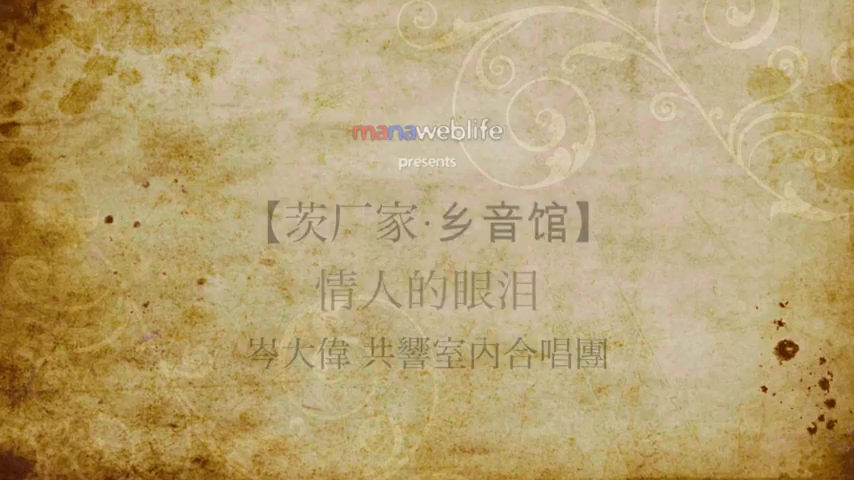 manaweblife
presents
【茨厂家·乡音馆】
情人的眼泪
岑大偉 共響室內合唱團